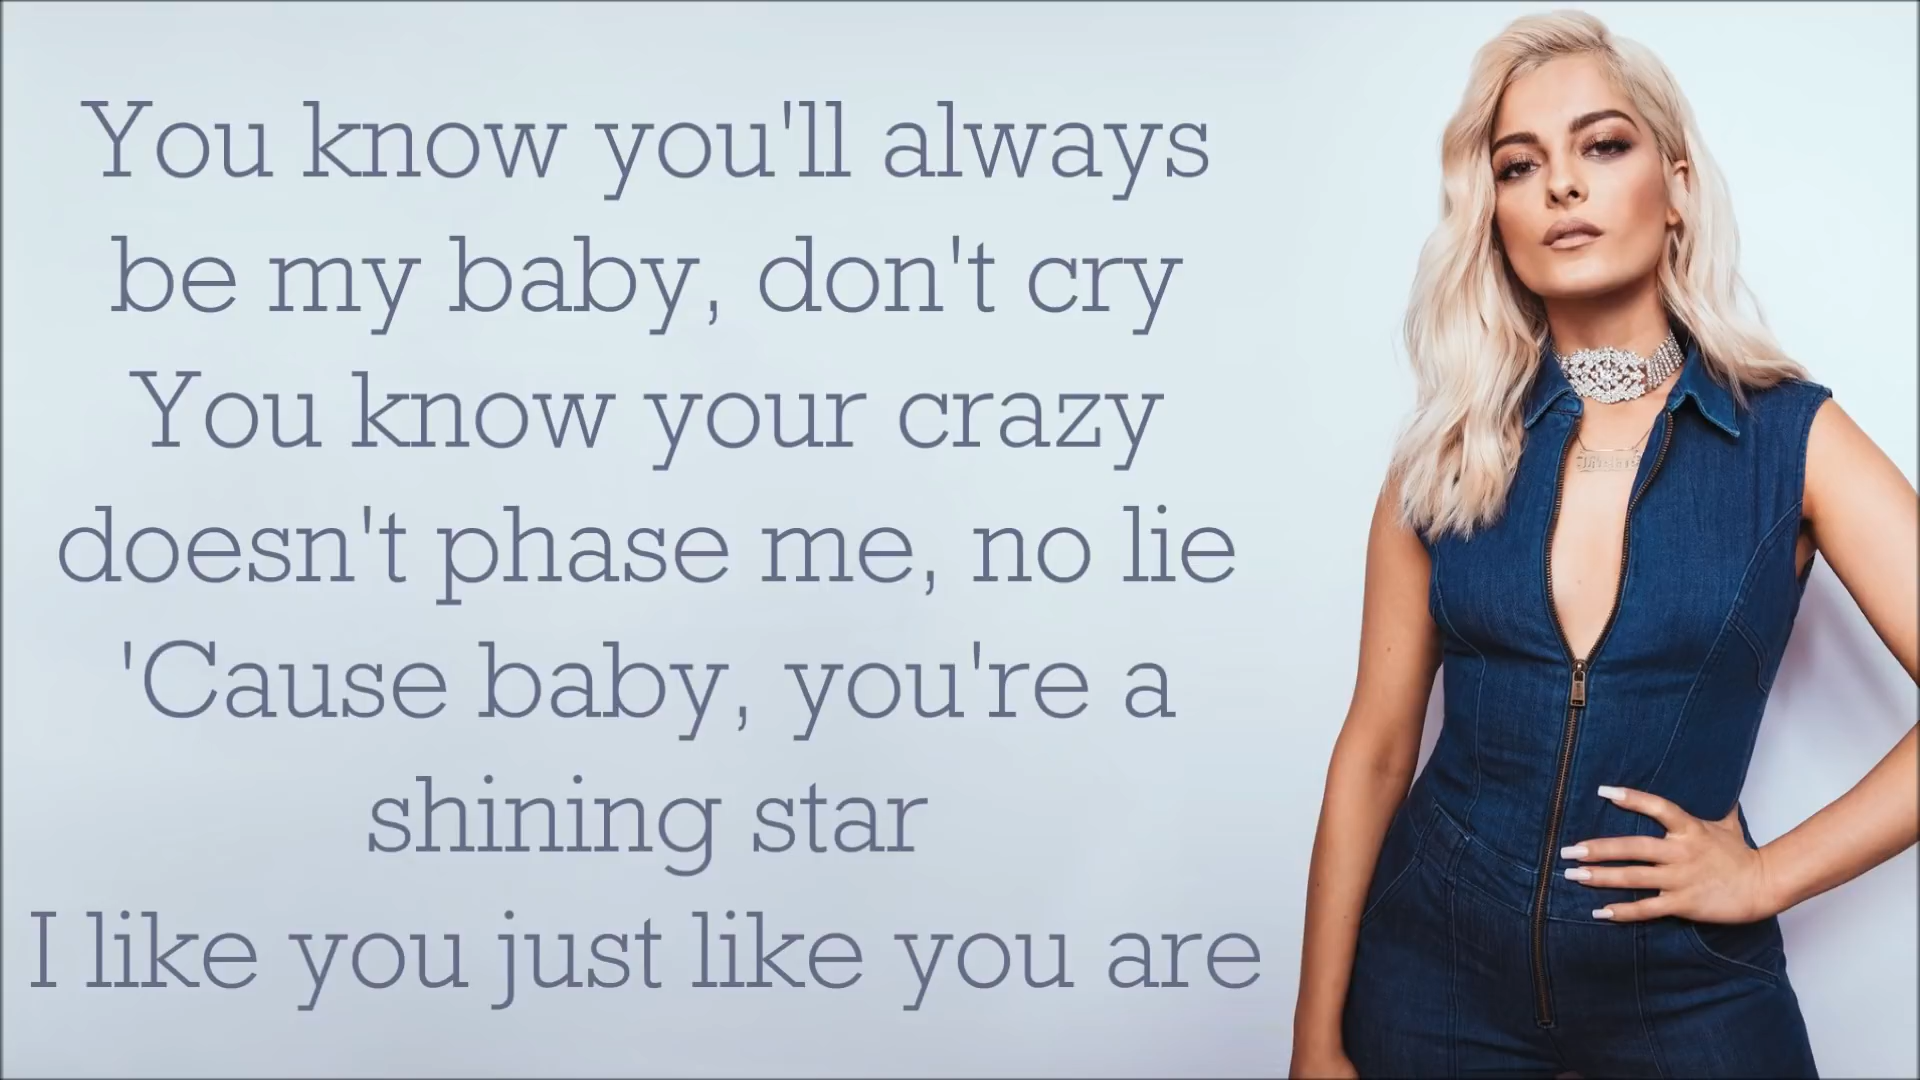 You know you'll always
be my baby, don't cry
You know your crazy
doesn't phase me, no lie
'Cause baby, you're a
shining star
I like you just like you are